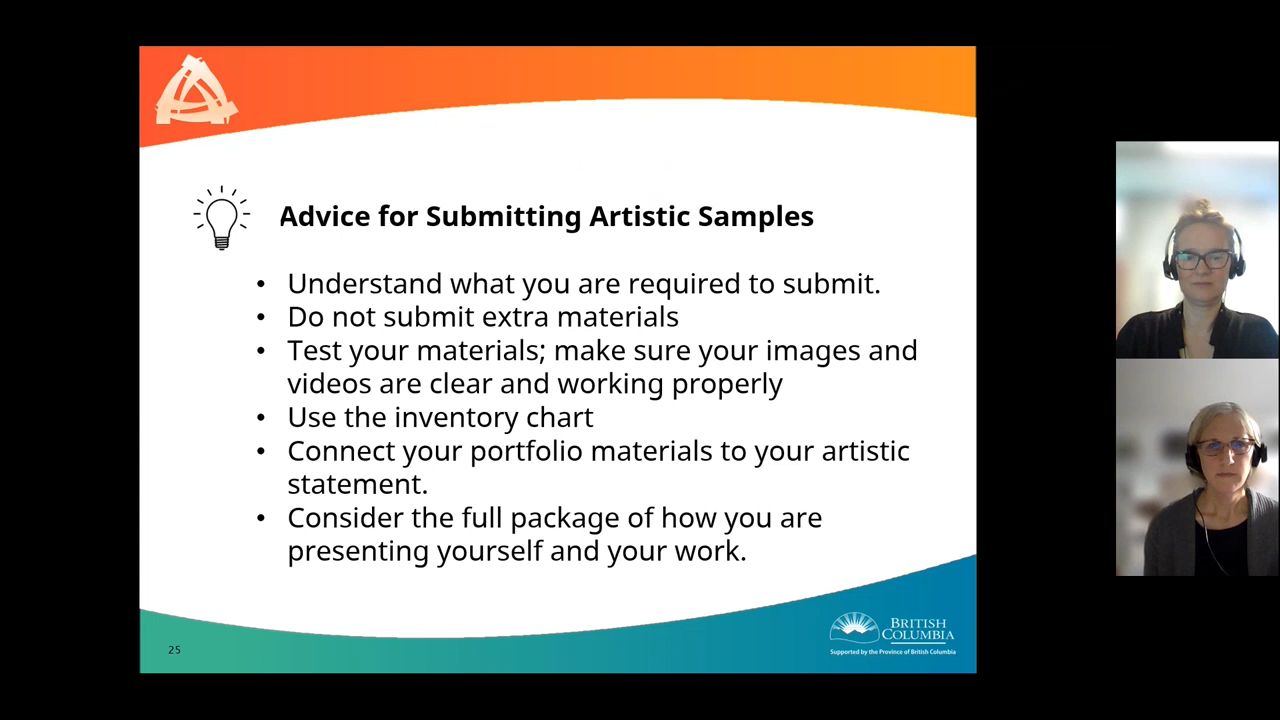 Advice for Submitting Artistic Samples
• Understand what you are required to submit.
• Do not submit extra materials
• Test your materials; make sure your images and
videos are clear and working properly
• Use the inventory chart
• Connect your portfolio materials to your artistic
statement.
• Consider the full package of how you are
presenting yourself and your work.
25
BRITISH
COLUMBIA
Supported by the Province of British Columbia